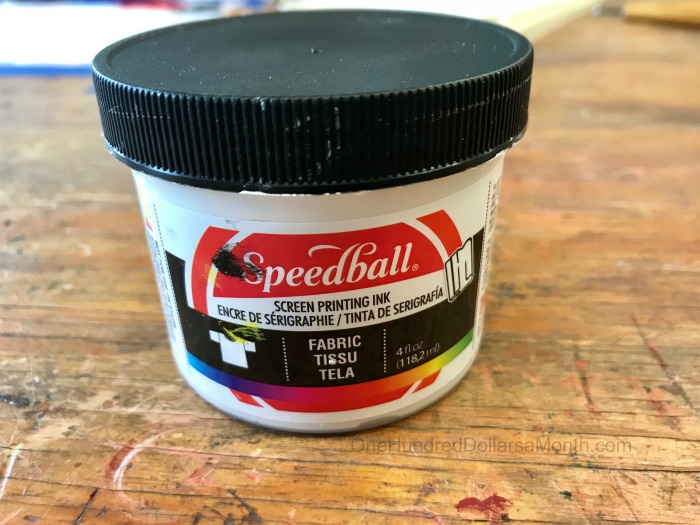 Speedball®
SCREEN PRINTING INK
ENCRE DE SÉRIGRAPHIE / TINTA DE SERIGRAFÍA
FABRIC
TISSU
TELA
4 fl oz
(118,2 ml)
OneHundredDollarsaMonth.com